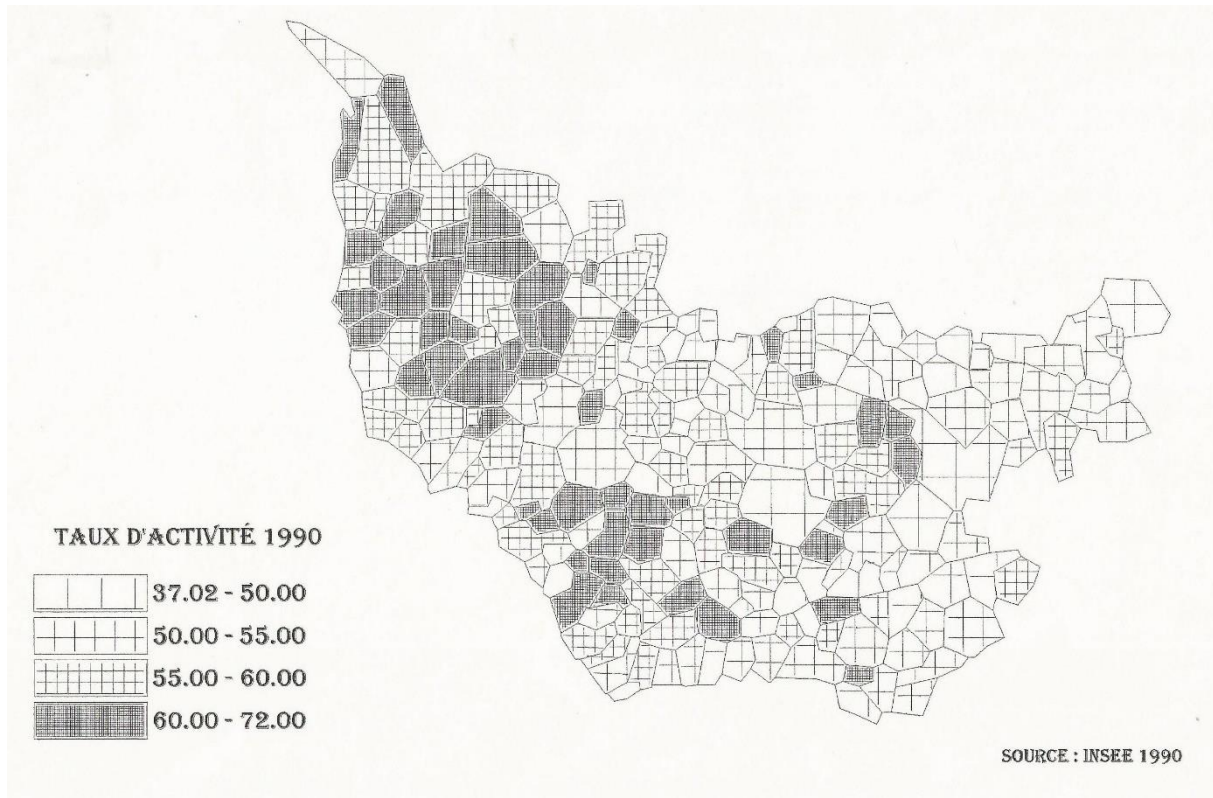 TAUX D'ACTIVITÉ 1990
37.02 - 50.00
50.00 - 55.00
55.00 - 60.00
60.00 - 72.00
SOURCE : INSEE 1990